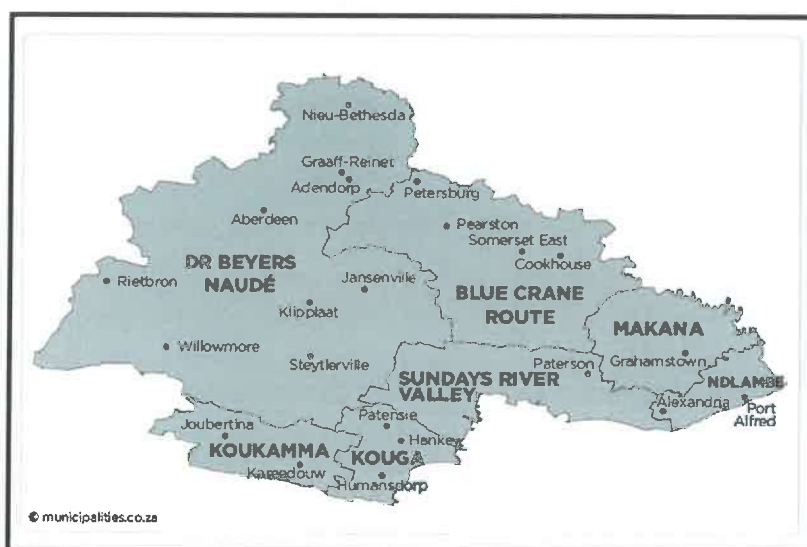 Nieu-Bethesda
Graaff-Reinet
Adendorp
Petersburg
Aberdeen
Pearston
Somerset East
Cookhouse
DR BEYERS
NAUDÉ
Rietbron
Jansenville
Klipplaat
BLUE CRANE
ROUTE
MAKANA
Willowmore
Steytlerville
Grahamstown
Paterson
SUNDAYS RIVER
VALLEY
NDLAMBE
Alexandria
Port
Alfred
Patensie
Joubertina
Hankey
KOUKAMMA
KOUGA
Kareedouw
Humansdorp
© municipalities.co.za